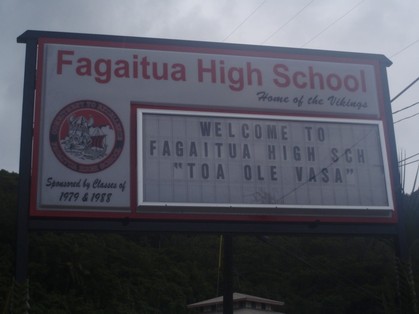 Fagaitua High School
Home of the Vikings
WELCOME TO
FAGAITUA HIGH SCH
"TOA OLE VASA"
Sponsored by Classes of
1979 & 1988